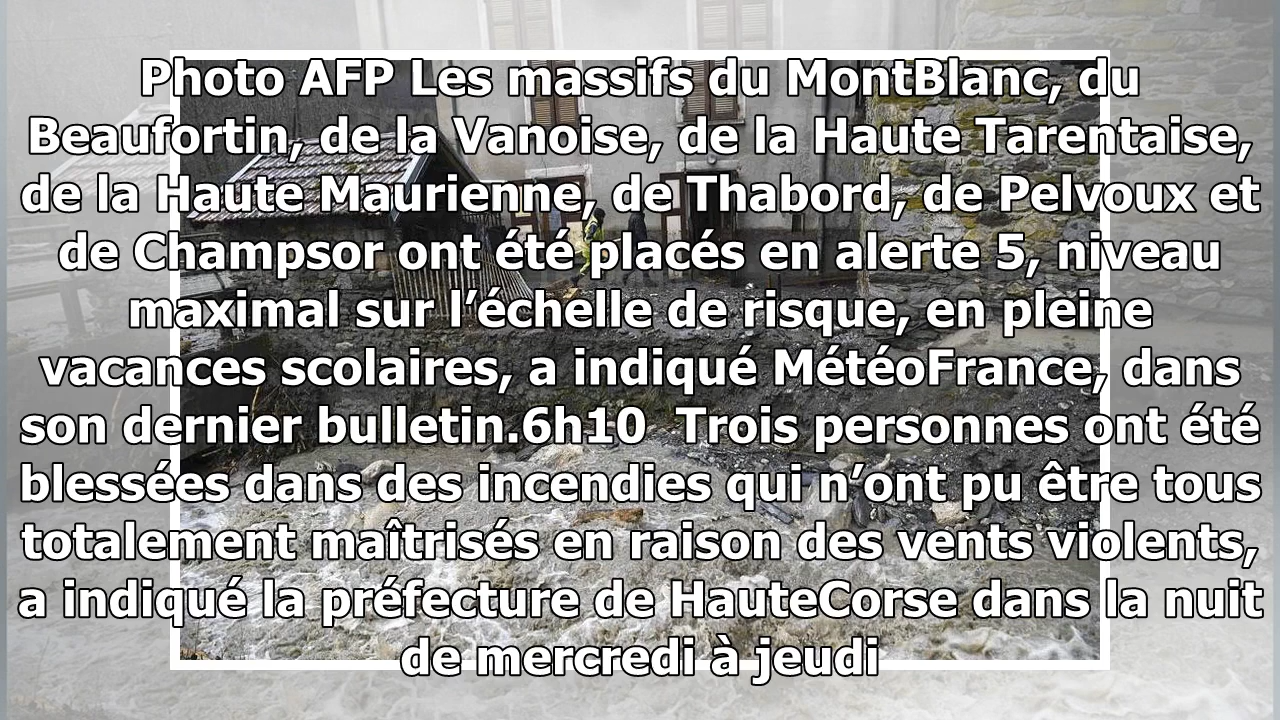 Photo AFP Les massifs du MontBlanc, du
Beaufortin, de la Vanoise, de la Haute Tarentaise,
de la Haute Maurienne, de Thabord, de Pelvoux et
de Champsor ont été placés en alerte 5, niveau
maximal sur l’échelle de risque, en pleine
vacances scolaires, a indiqué MétéoFrance, dans
son dernier bulletin.6h10  Trois personnes ont été
blessées dans des incendies qui n’ont pu être tous
totalement maîtrisés en raison des vents violents,
a indiqué la préfecture de HauteCorse dans la nuit
de mercredi à jeudi